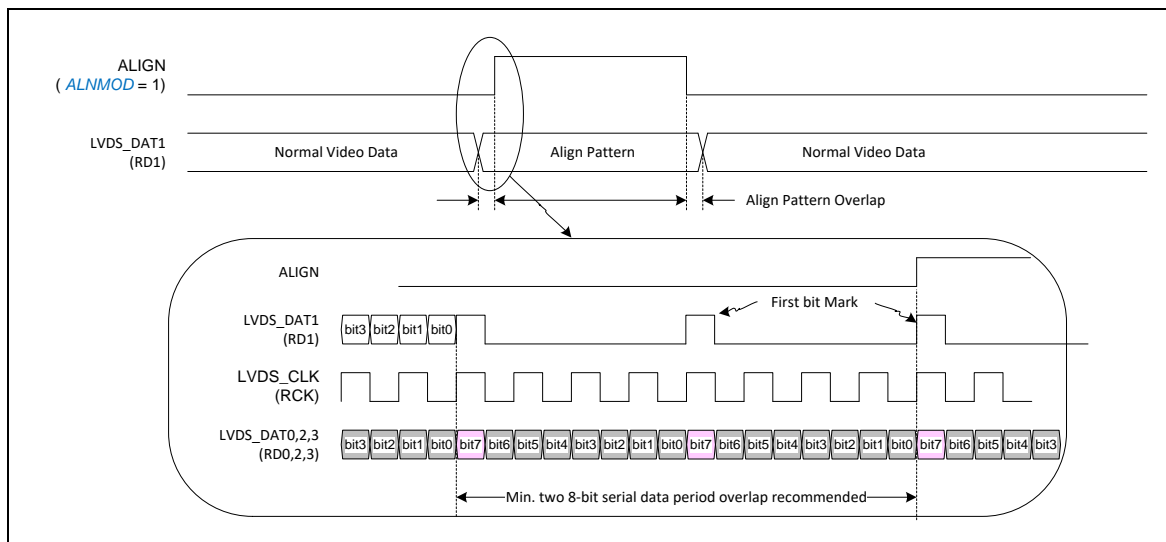 ALIGN
( ALNMOD = 1)
LVDS_DAT1
(RD1)
Normal Video Data
Align Pattern
Normal Video Data
Align Pattern Overlap
ALIGN
First bit Mark
LVDS_DAT1
(RD1)
bit3 bit2 bit1 bit0
LVDS_CLK
(RCK)
LVDS_DAT0,2,3
(RD0,2,3)
bit3 bit2 bit1 bit0 bit7 bit6 bit5 bit4 bit3 bit2 bit1 bit0 bit7 bit6 bit5 bit4 bit3 bit2 bit1 bit0 bit7 bit6 bit5 bit4 bit3
Min. two 8-bit serial data period overlap recommended